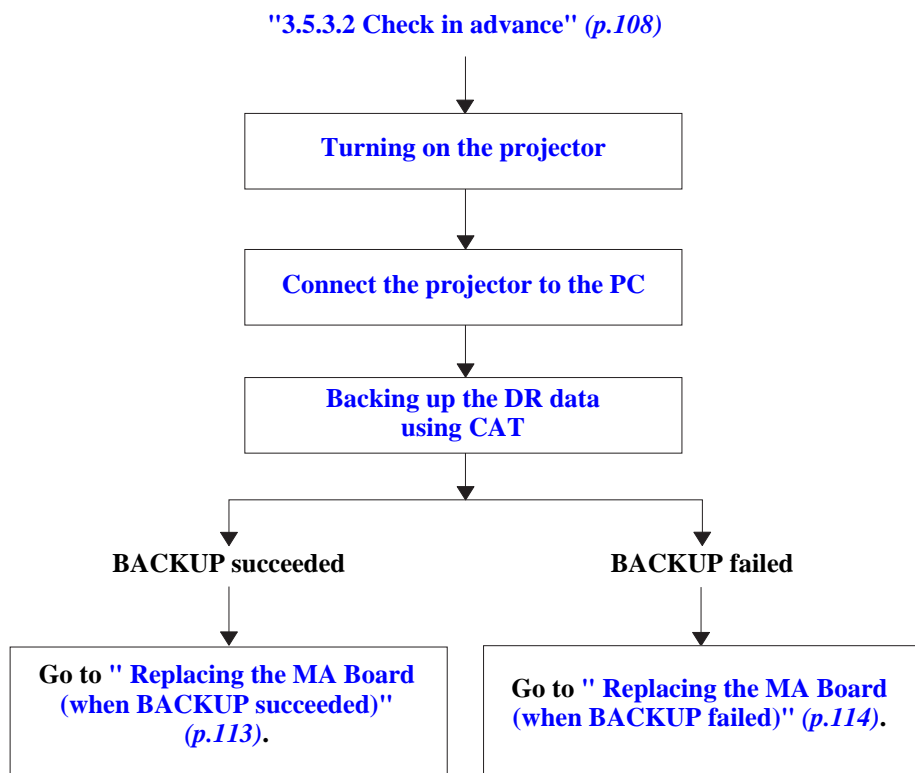 "3.5.3.2 Check in advance" (p.108)
Turning on the projector
Connect the projector to the PC
Backing up the DR data
using CAT
BACKUP succeeded
BACKUP failed
Go to " Replacing the MA Board
(when BACKUP succeeded)"
(p.113).
Go to " Replacing the MA Board
(when BACKUP failed)" (p.114).